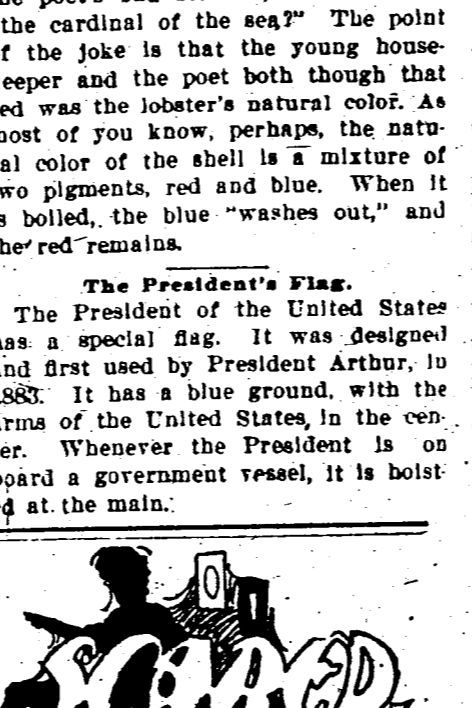 the cardinal of the sea?" The point
f the joke is that the young house-
eeper and the poet both though that
ed was the lobster's natural color. As
nost of you know, perhaps, the natu-
al color of the shell is a mixture of
wo pigments, red and blue. When it
s boiled, the blue "washes out," and
he red remains.
The President's Flag.
The President of the United States
has a special flag. It was designed
nd first used by President Arthur, in
1883. It has a blue ground, with the
rms of the United States, in the cen-
er. Whenever the President is on
board a government vessel, it is hoist-
d at the main.